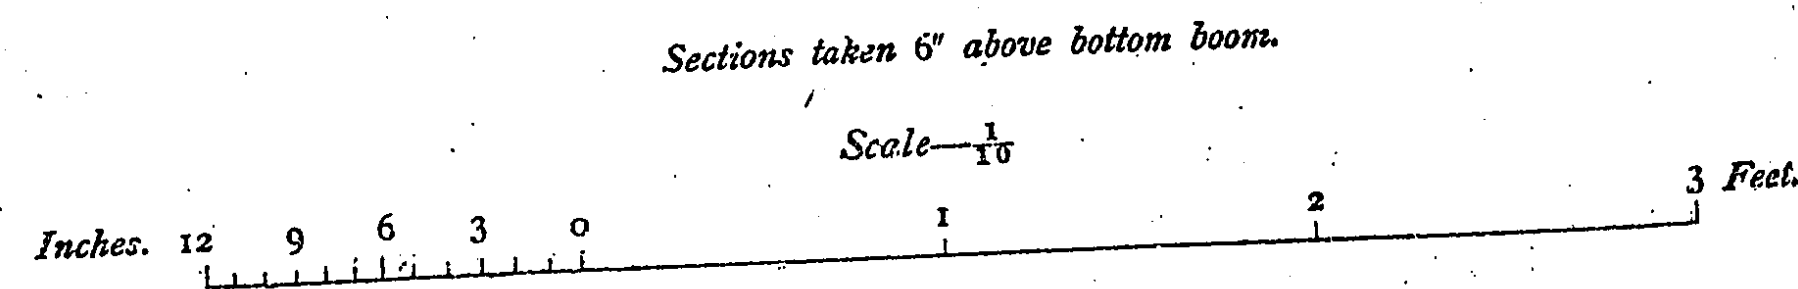 Sections taken 6" above bottom boom.
Scale—1/10
Inches. 12 9 6 3 0 1 2 3 Feet.